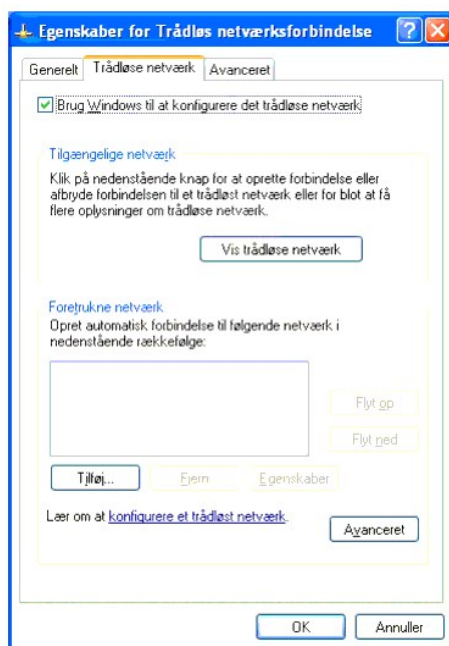 Egenskaber for Trådløs netværksforbindelse
Generelt Trådløse netværk Avanceret
Brug Windows til at konfigurere det trådløse netværk
Tilgængelige netværk
Klik på nedenstående knap for at oprette forbindelse eller
afbryde forbindelsen til et trådløst netværk eller for blot at få
flere oplysninger om trådløse netværk.
Vis trådløse netværk
Foretrukne netværk
Opret automatisk forbindelse til følgende netværk i
nedenstående rækkefølge:
Flyt op
Flyt ned
Tilføj... Fjern Egenskaber
Lær om at konfigurere et trådløst netværk.
Avanceret
OK Annuller